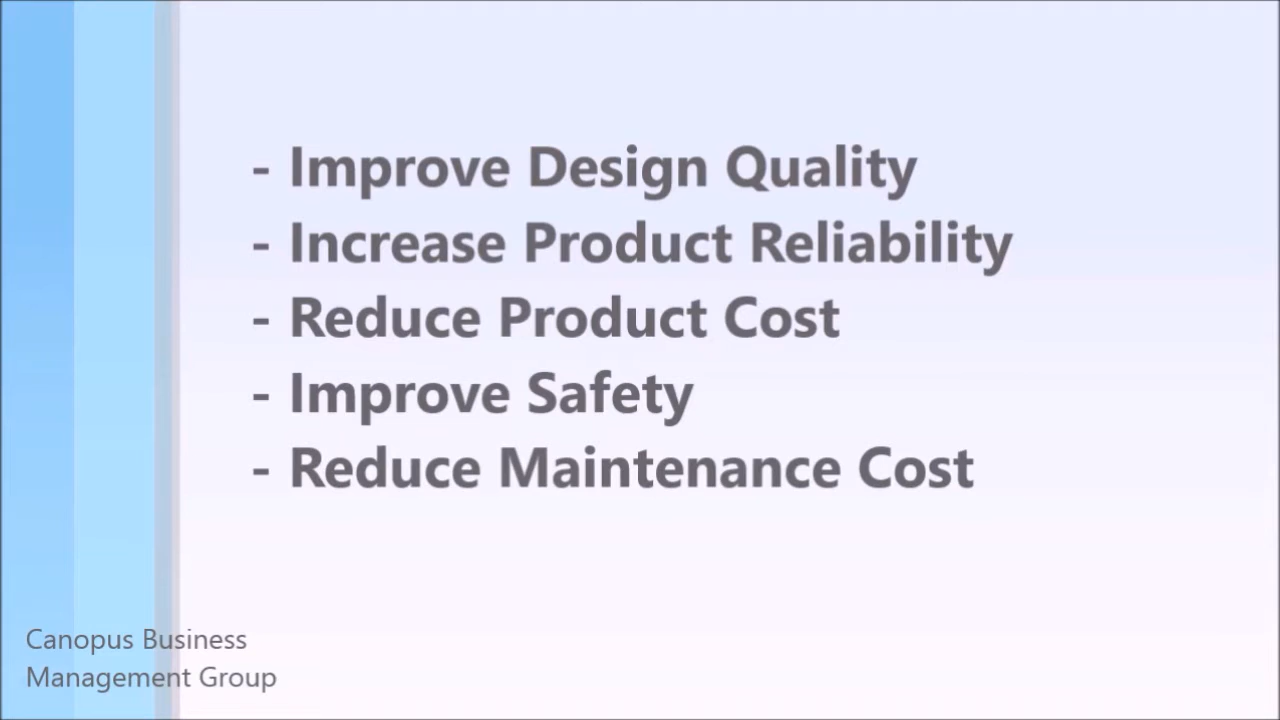 - Improve Design Quality
- Increase Product Reliability
- Reduce Product Cost
- Improve Safety
- Reduce Maintenance Cost
Canopus Business
Management Group